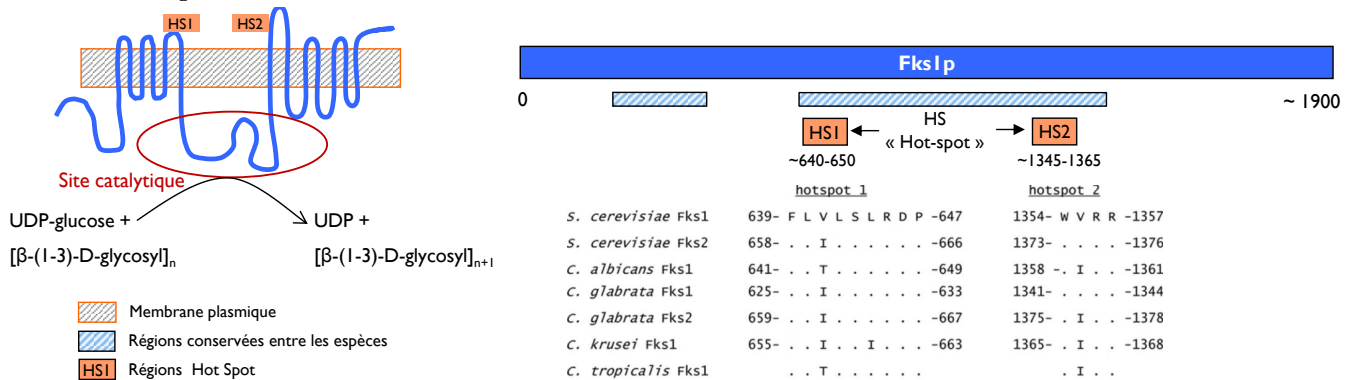 HS1 HS2
Site catalytique
UDP-glucose + UDP +
[β-(1-3)-D-glycosyl]n [β-(1-3)-D-glycosyl]n+1
Membrane plasmique
Régions conservées entre les espèces
HS1 Régions Hot Spot
Fks1p
0 ~ 1900
HS1 HS HS2
« Hot-spot »
~640-650 ~1345-1365
hotspot 1 hotspot 2
S. cerevisiae Fks1 639- F L V L S L R D P -647 1354- W V R R -1357
S. cerevisiae Fks2 658- . . I . . . . . . -666 1373- . . . . -1376
C. albicans Fks1 641- . . T . . . . . . -649 1358 -. I . . -1361
C. glabrata Fks1 625- . . I . . . . . . -633 1341- . . . . -1344
C. glabrata Fks2 659- . . I . . . . . . -667 1375- . I . . -1378
C. krusei Fks1 655- . . I . . I . . . -663 1365- . I . . -1368
C. tropicalis Fks1 . . T . . . . . . . I . .